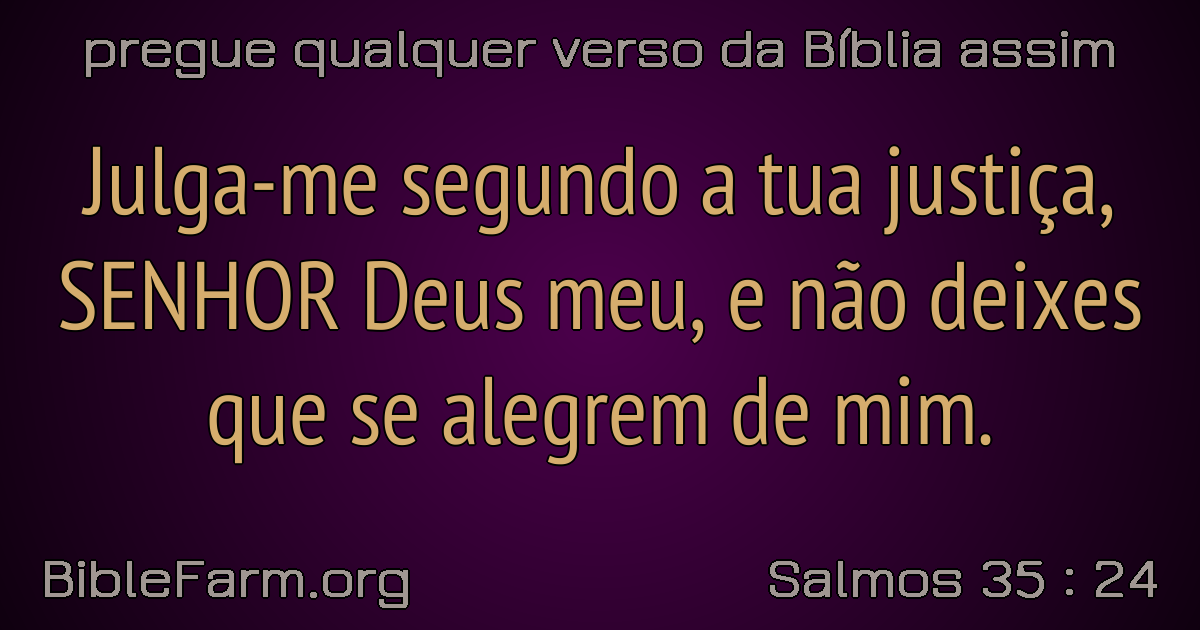 pregue qualquer verso da Bíblia assim
Julga-me segundo a tua justiça,
SENHOR Deus meu, e não deixes
que se alegrem de mim.
BibleFarm.org
Salmos 35 : 24